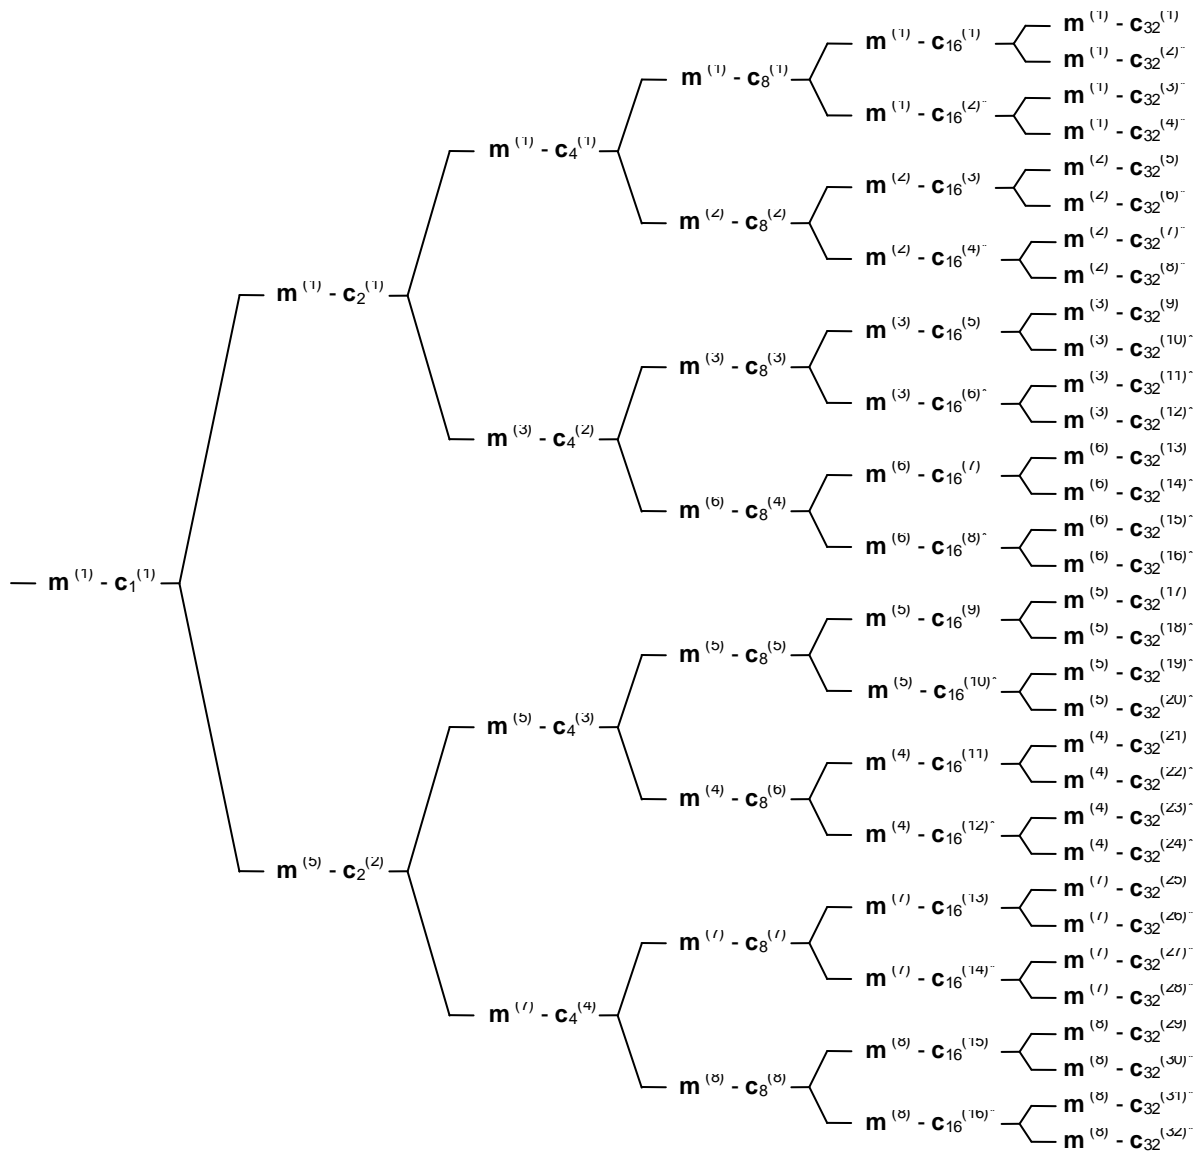 m (1) - c1(1)
m (1) - c2(1)
m (5) - c2(2)
m (1) - c4(1)
m (3) - c4(2)
m (5) - c4(3)
m (7) - c4(4)
m (1) - c8(1)
m (2) - c8(2)
m (3) - c8(3)
m (6) - c8(4)
m (5) - c8(5)
m (4) - c8(6)
m (7) - c8(7)
m (8) - c8(8)
m (1) - c16(1)
m (1) - c16(2)*
m (2) - c16(3)
m (2) - c16(4)*
m (3) - c16(5)
m (3) - c16(6)*
m (6) - c16(7)
m (6) - c16(8)*
m (5) - c16(9)
m (5) - c16(10)*
m (4) - c16(11)
m (4) - c16(12)*
m (7) - c16(13)
m (7) - c16(14)*
m (8) - c16(15)
m (8) - c16(16)*
m (1) - c32(1)
m (1) - c32(2)*
m (1) - c32(3)*
m (1) - c32(4)*
m (2) - c32(5)
m (2) - c32(6)*
m (2) - c32(7)*
m (2) - c32(8)*
m (3) - c32(9)
m (3) - c32(10)*
m (3) - c32(11)*
m (3) - c32(12)*
m (6) - c32(13)
m (6) - c32(14)*
m (6) - c32(15)*
m (6) - c32(16)*
m (5) - c32(17)
m (5) - c32(18)*
m (5) - c32(19)*
m (5) - c32(20)*
m (4) - c32(21)
m (4) - c32(22)*
m (4) - c32(23)*
m (4) - c32(24)*
m (7) - c32(25)
m (7) - c32(26)*
m (7) - c32(27)*
m (7) - c32(28)*
m (8) - c32(29)
m (8) - c32(30)*
m (8) - c32(31)*
m (8) - c32(32)*